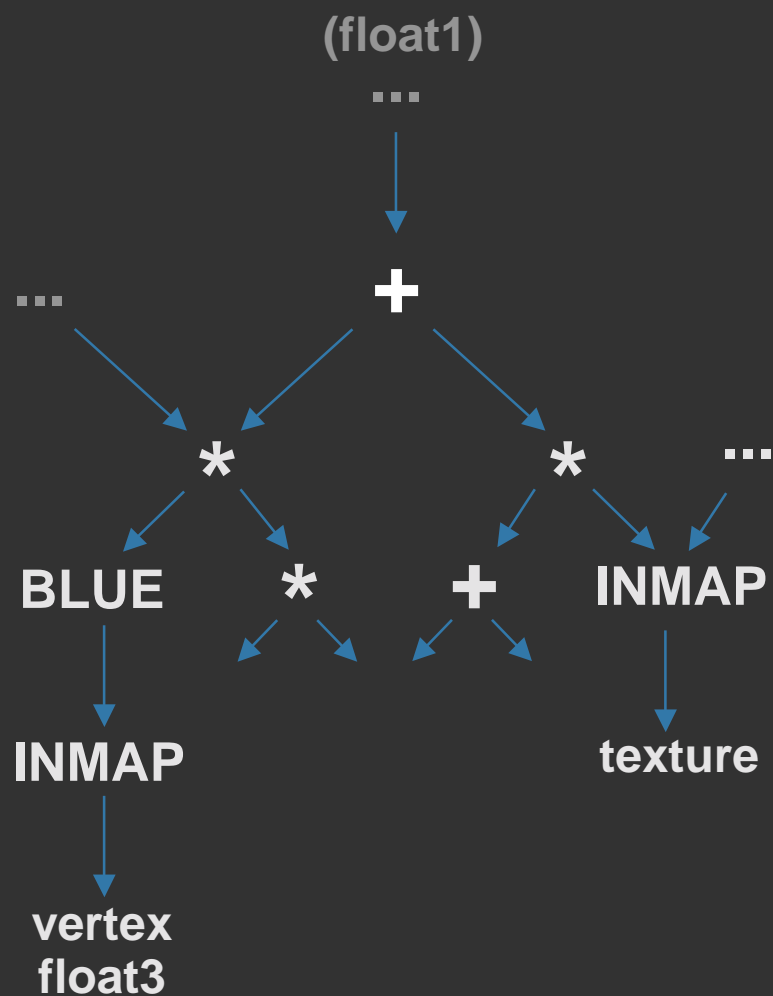 (float1)
...
+
...
*
*
...
BLUE
*
+
INMAP
INMAP
texture
vertex
float3